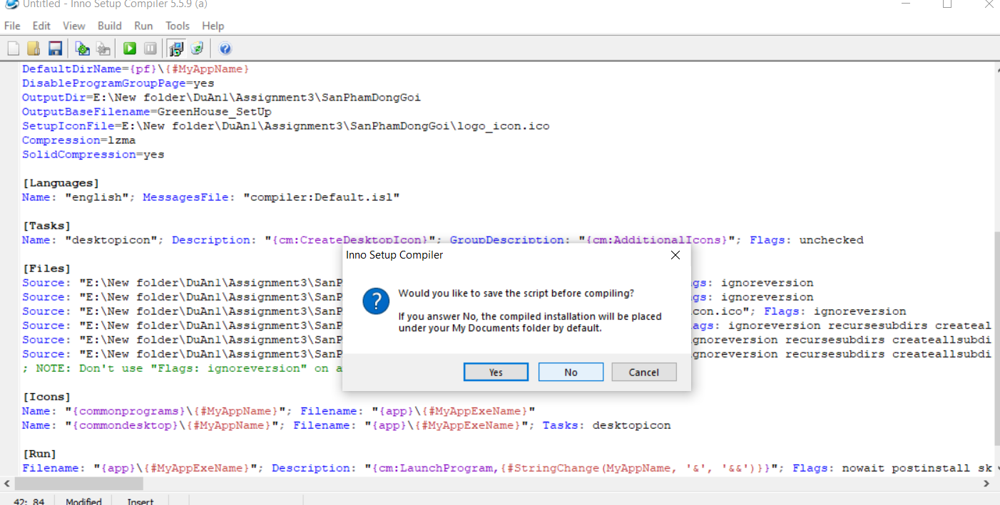 Untitled - Inno Setup Compiler 5.5.9 (a)
File Edit View Build Run Tools Help
DefaultDirName={pf}\{#MyAppName}
DisableProgramGroupPage=yes
OutputDir=E:\New folder\DuAn1\Assignment3\SanPhamDongGoi
OutputBaseFilename=GreenHouse_SetUp
SetupIconFile=E:\New folder\DuAn1\Assignment3\SanPhamDongGoi\logo_icon.ico
Compression=lzma
SolidCompression=yes
[Languages]
Name: "english"; MessagesFile: "compiler:Default.isl"
[Tasks]
Name: "desktopicon"; Description: "{cm:CreateDesktopIcon}"; GroupDescription: "{cm:AdditionalIcons}"; Flags: unchecked
[Files]
Source: "E:\New folder\DuAn1\Assignment3\SanP gs: ignoreversion
Source: "E:\New folder\DuAn1\Assignment3\SanP gs: ignoreversion
Source: "E:\New folder\DuAn1\Assignment3\SanP con.ico"; Flags: ignoreversion
Source: "E:\New folder\DuAn1\Assignment3\SanP ags: ignoreversion recursesubdirs createal
Source: "E:\New folder\DuAn1\Assignment3\SanP gnoreversion recursesubdirs createallsubdi
Source: "E:\New folder\DuAn1\Assignment3\SanP gnoreversion recursesubdirs createallsubdi
; NOTE: Don't use "Flags: ignoreversion" on a
Inno Setup Compiler
Would you like to save the script before compiling?
If you answer No, the compiled installation will be placed
under your My Documents folder by default.
Yes No Cancel
[Icons]
Name: "{commonprograms}\{#MyAppName}"; Filename: "{app}\{#MyAppExeName}"
Name: "{commondesktop}\{#MyAppName}"; Filename: "{app}\{#MyAppExeName}"; Tasks: desktopicon
[Run]
Filename: "{app}\{#MyAppExeName}"; Description: "{cm:LaunchProgram,{#StringChange(MyAppName, '&', '&&')}}"; Flags: nowait postinstall sk
42: 84 Modified Insert